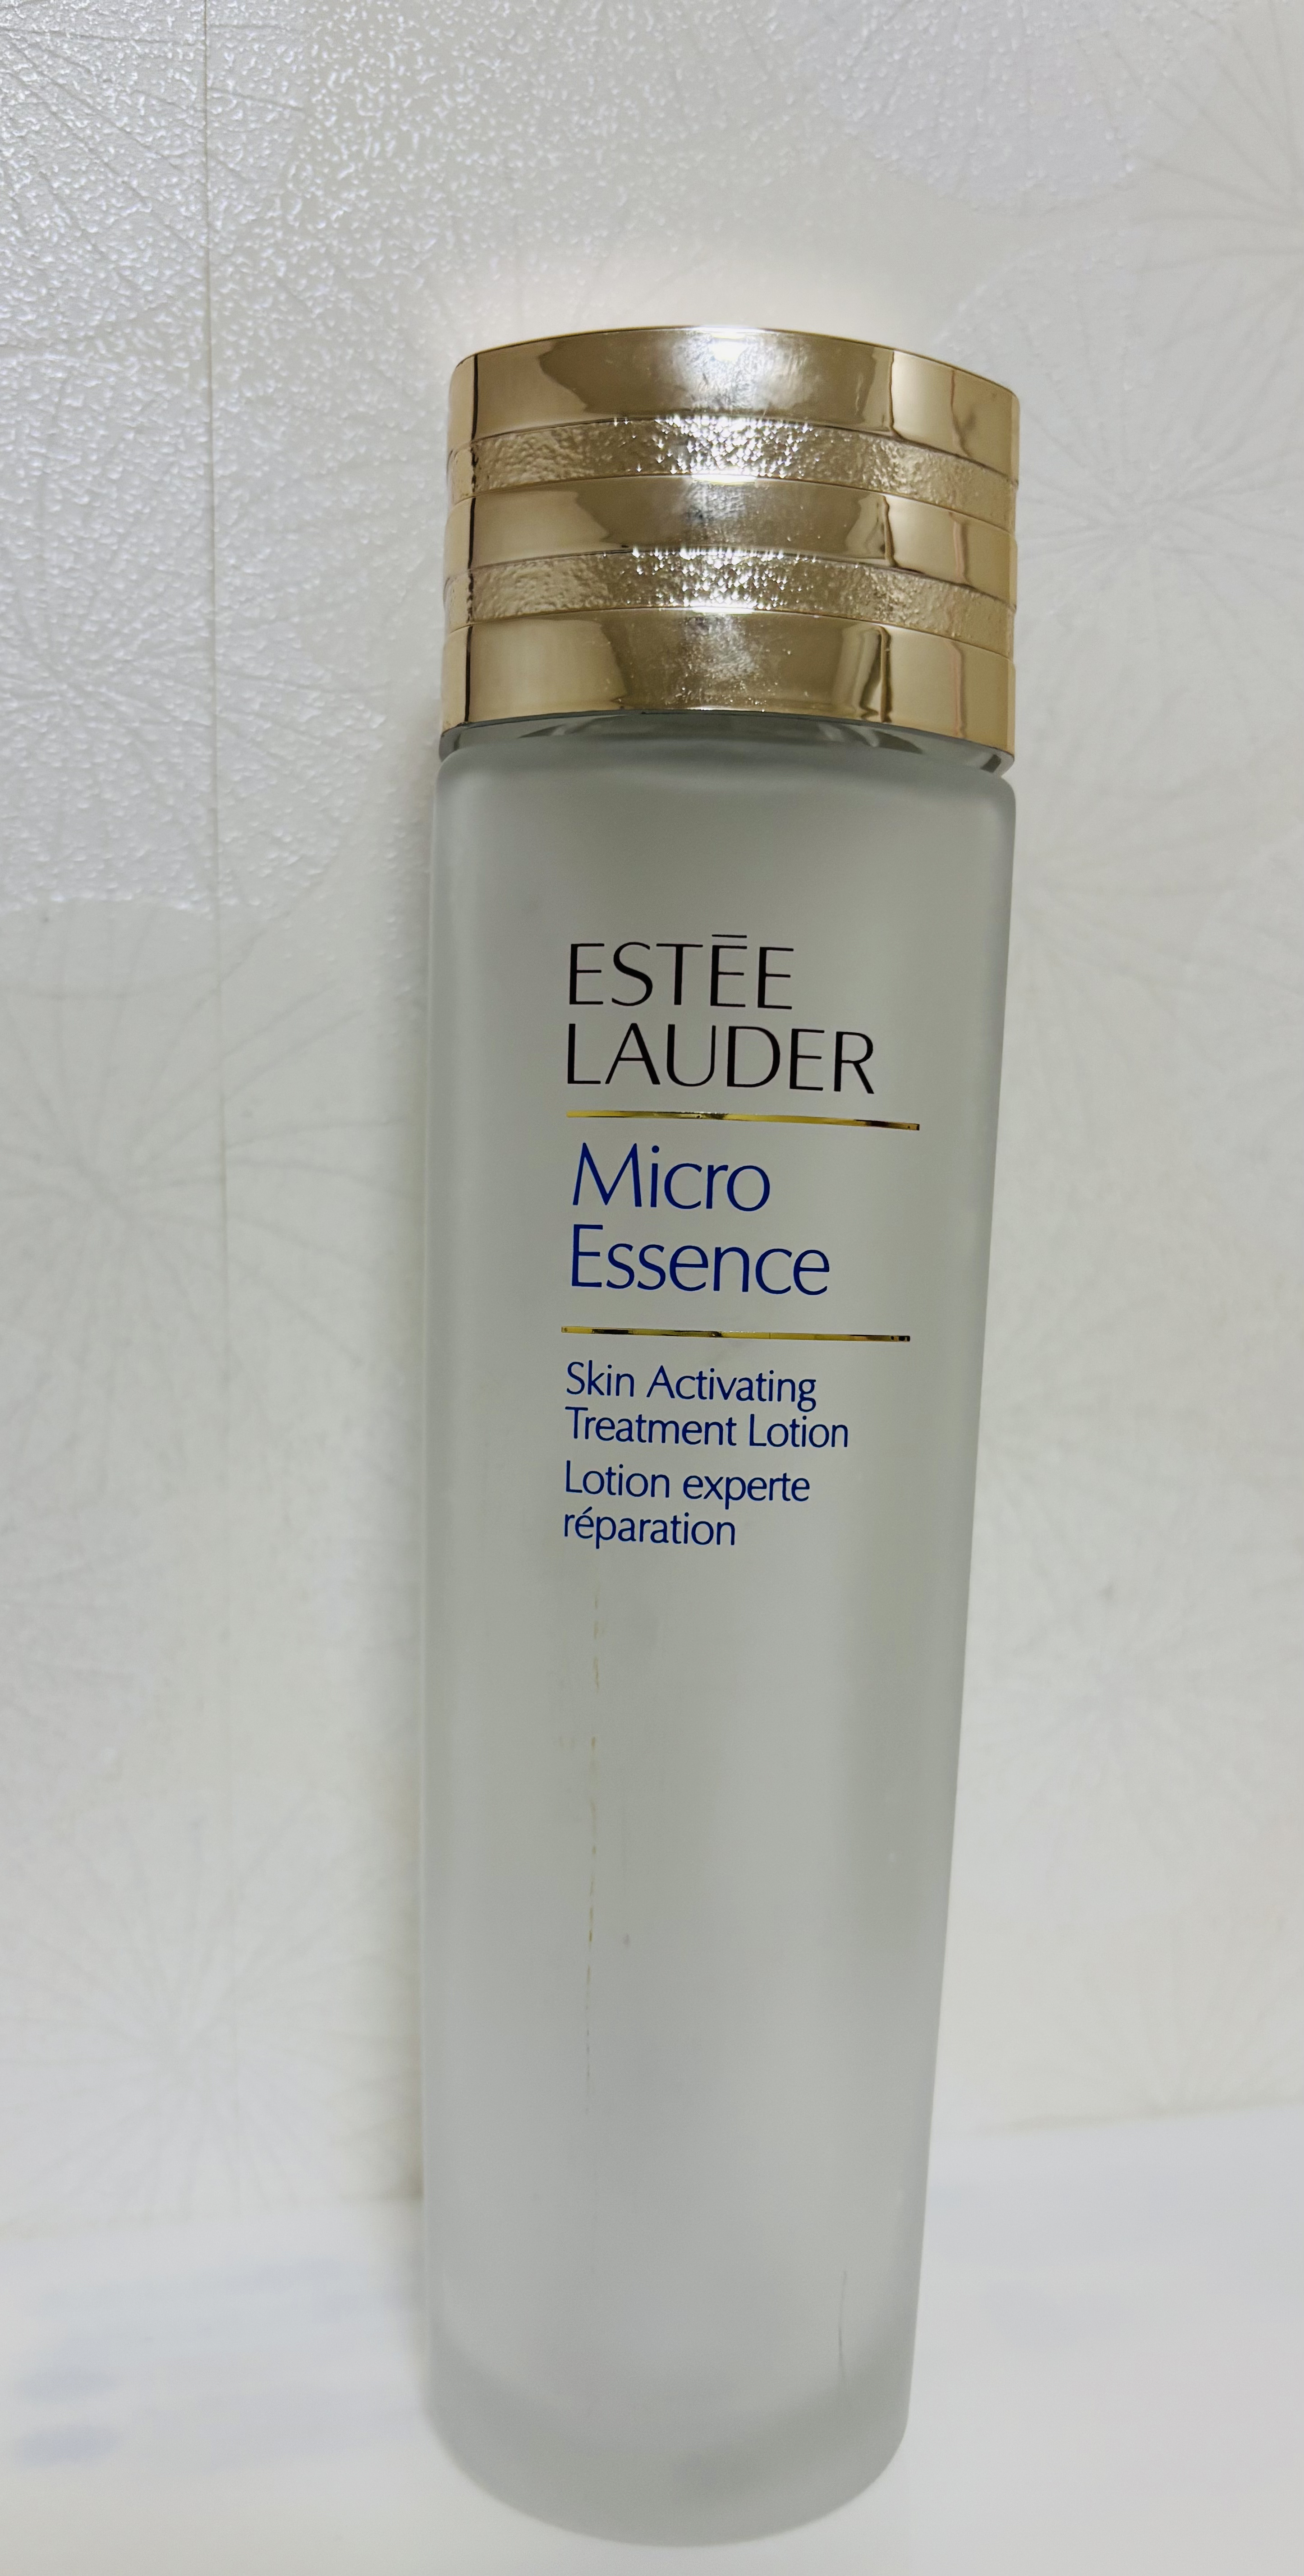 ESTĒE
LAUDER
Micro
Essence
Skin Activating
Treatment Lotion
Lotion experte
réparation